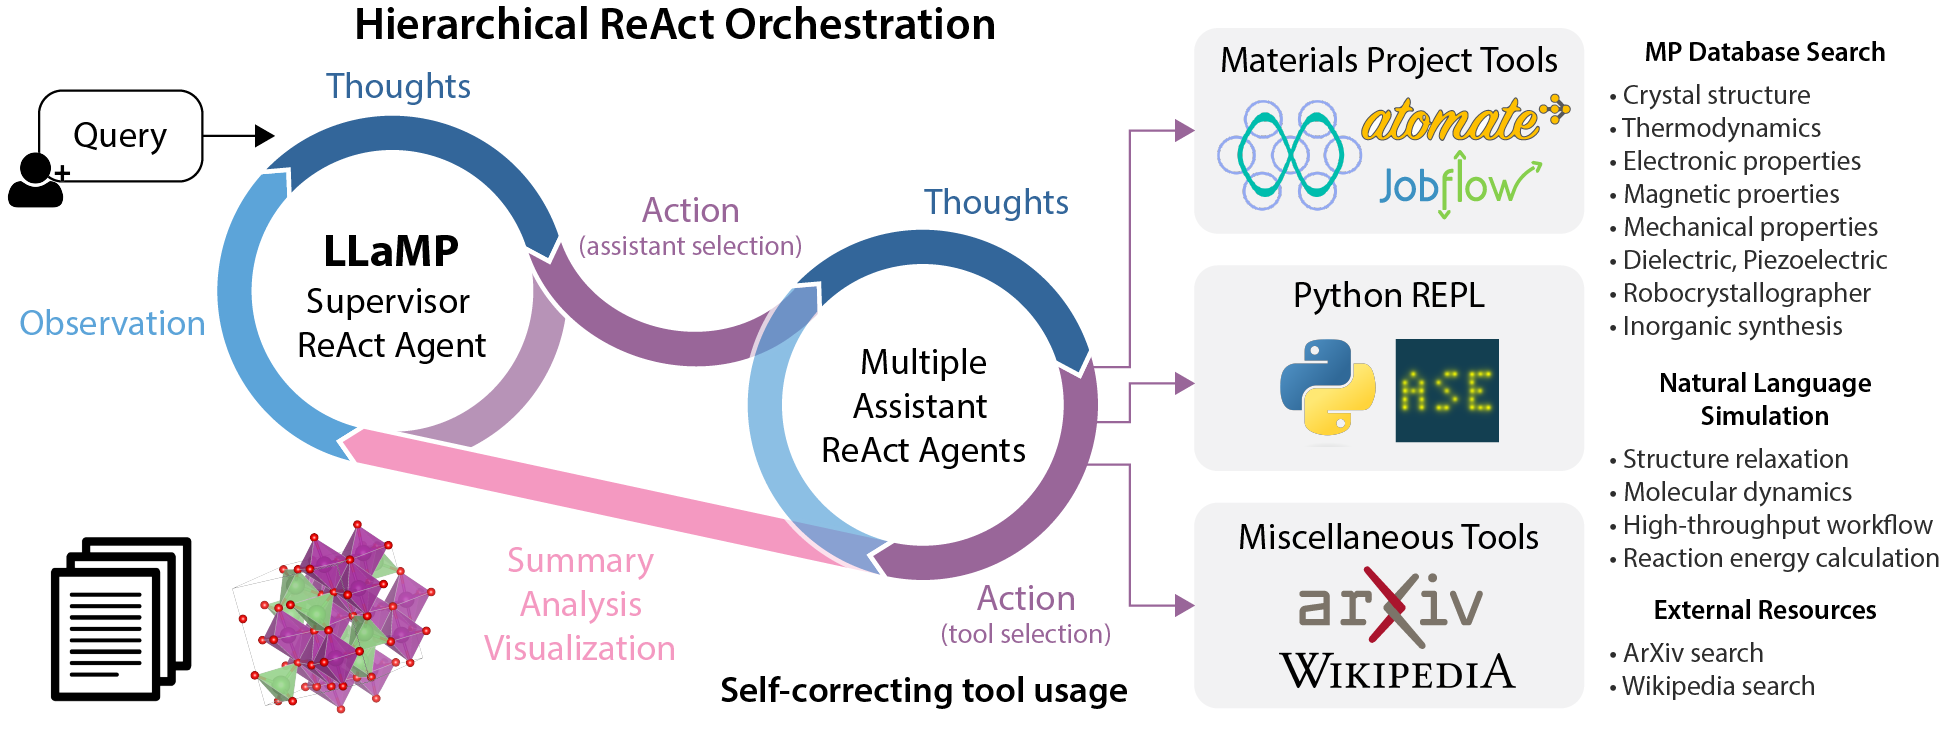 Hierarchical ReAct Orchestration
Query
Thoughts
LLaMP
Supervisor
ReAct Agent
Observation
Action
(assistant selection)
Thoughts
Multiple
Assistant
ReAct Agents
Summary
Analysis
Visualization
Action
(tool selection)
Self-correcting tool usage
Materials Project Tools
atomate
Jobflow
Python REPL
ASE
Miscellaneous Tools
arXiv
WIKIPEDIA
MP Database Search
• Crystal structure
• Thermodynamics
• Electronic properties
• Magnetic proerties
• Mechanical properties
• Dielectric, Piezoelectric
• Robocrystallographer
• Inorganic synthesis
Natural Language
Simulation
• Structure relaxation
• Molecular dynamics
• High-throughput workflow
• Reaction energy calculation
External Resources
• ArXiv search
• Wikipedia search